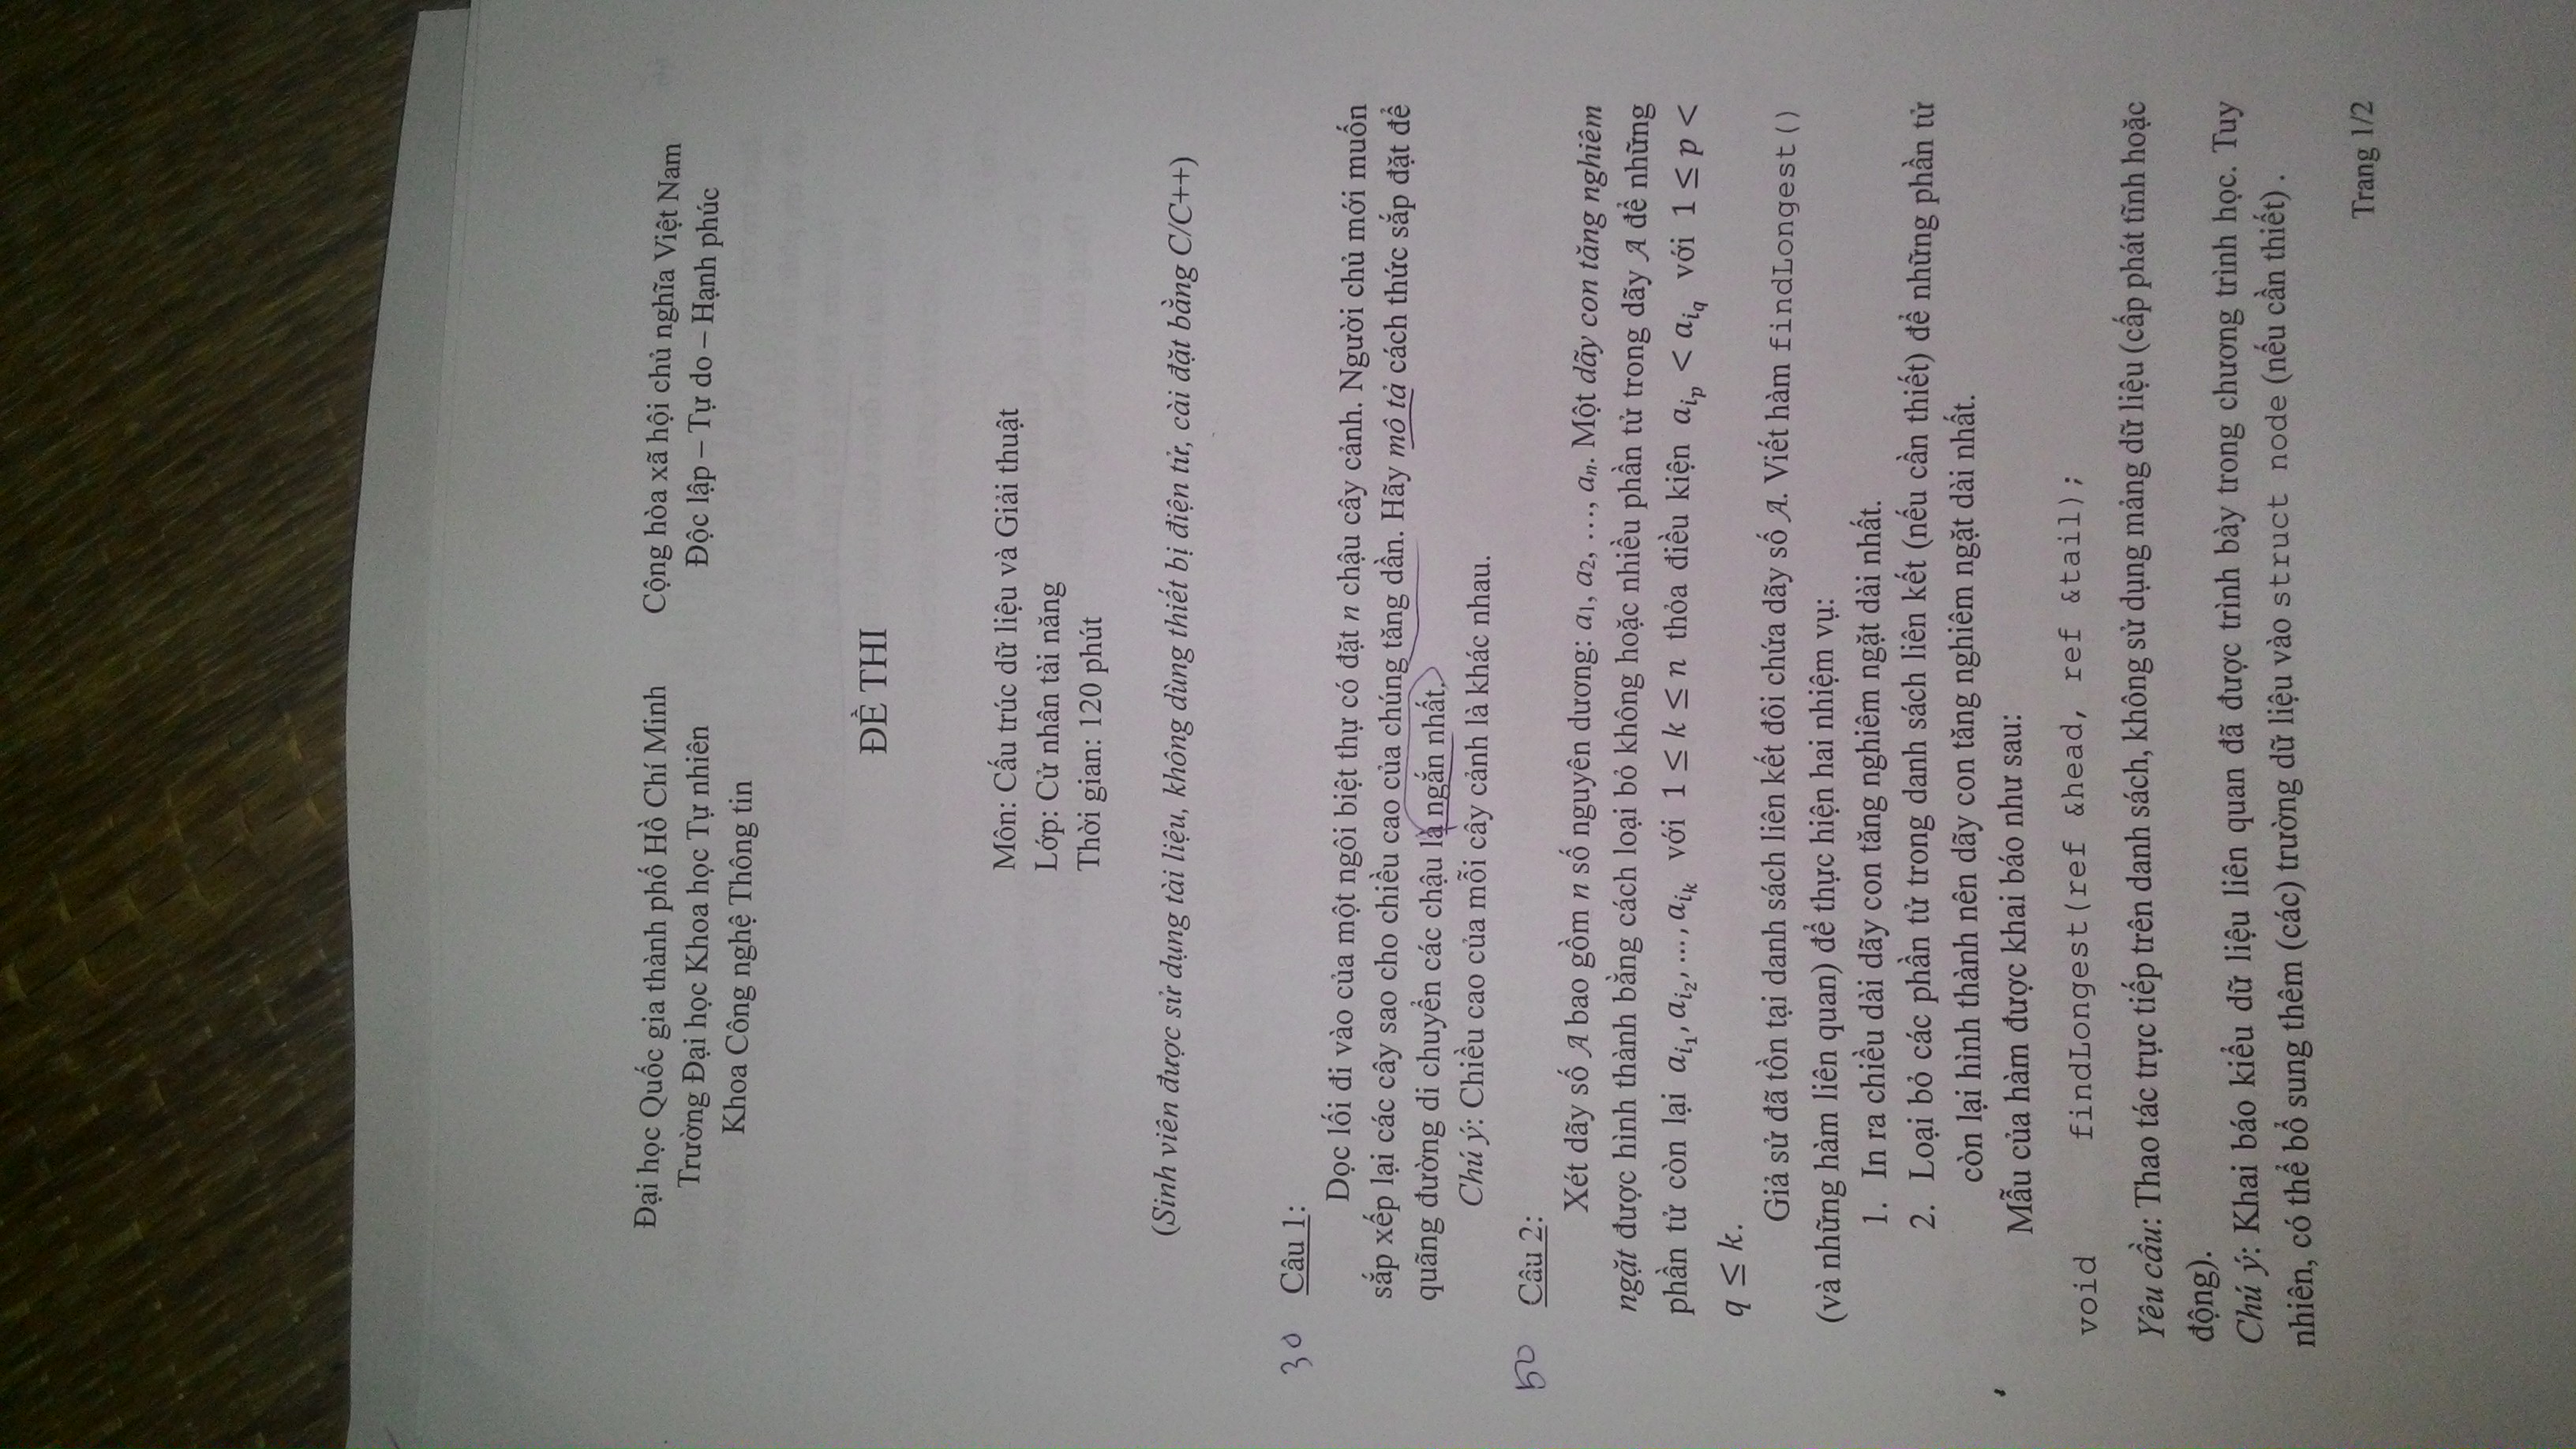 Đại học Quốc gia thành phố Hồ Chí Minh
Trường Đại học Khoa học Tự nhiên
Khoa Công nghệ Thông tin
Cộng hòa xã hội chủ nghĩa Việt Nam
Độc lập – Tự do – Hạnh phúc
ĐỀ THI
Môn: Cấu trúc dữ liệu và Giải thuật
Lớp: Cử nhân tài năng
Thời gian: 120 phút
(Sinh viên được sử dụng tài liệu, không dùng thiết bị điện tử, cài đặt bằng C/C++)
30 Câu 1:
Dọc lối đi vào của một ngôi biệt thự có đặt n chậu cây cảnh. Người chủ mới muốn
sắp xếp lại các cây sao cho chiều cao của chúng tăng dần. Hãy mô tả cách thức sắp đặt để
quãng đường di chuyển các chậu là ngắn nhất.
Chú ý: Chiều cao của mỗi cây cảnh là khác nhau.
50 Câu 2:
Xét dãy số A bao gồm n số nguyên dương: a₁, a₂, …, aₙ. Một dãy con tăng nghiêm
ngặt được hình thành bằng cách loại bỏ không hoặc nhiều phần tử trong dãy A để những
phần tử còn lại a_{i_1}, a_{i_2}, …, a_{i_k} với 1 ≤ k ≤ n thỏa điều kiện a_{i_p} < a_{i_q} với 1 ≤ p <
q ≤ k.
Giả sử đã tồn tại danh sách liên kết đôi chứa dãy số A. Viết hàm findLongest()
(và những hàm liên quan) để thực hiện hai nhiệm vụ:
1. In ra chiều dài dãy con tăng nghiêm ngặt dài nhất.
2. Loại bỏ các phần tử trong danh sách liên kết (nếu cần thiết) để những phần tử
còn lại hình thành nên dãy con tăng nghiêm ngặt dài nhất.
Mẫu của hàm được khai báo như sau:
void findLongest(ref &head, ref &tail);
Yêu cầu: Thao tác trực tiếp trên danh sách, không sử dụng mảng dữ liệu (cấp phát tĩnh hoặc
động).
Chú ý: Khai báo kiểu dữ liệu liên quan đã được trình bày trong chương trình học. Tuy
nhiên, có thể bổ sung thêm (các) trường dữ liệu vào struct node (nếu cần thiết) .
Trang 1/2